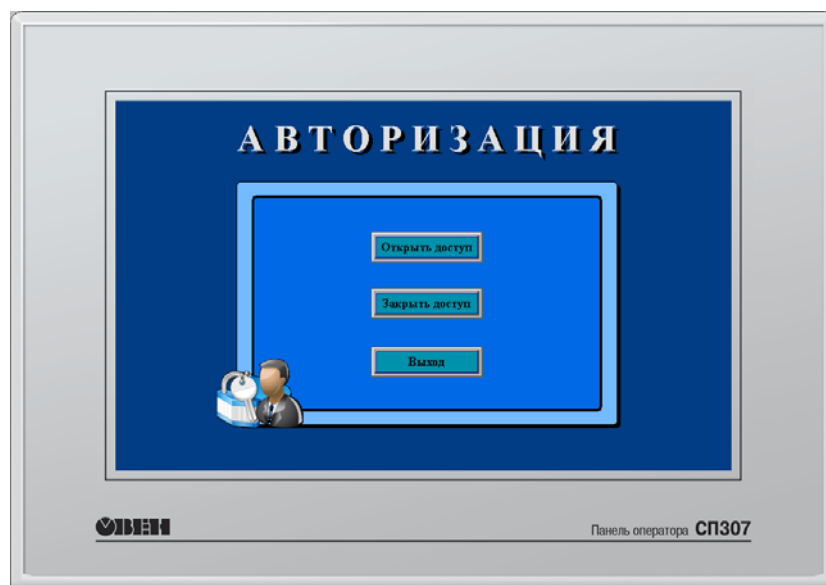 АВТОРИЗАЦИЯ
Открыть доступ
Закрыть доступ
Выход
ОВЕН
Панель оператора СП307